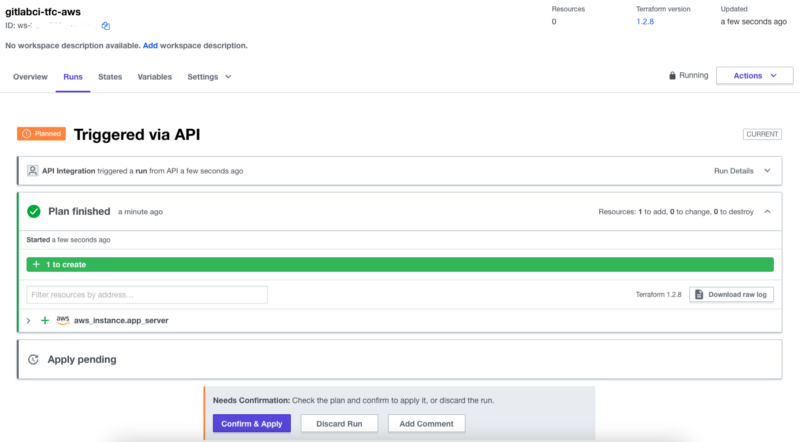 gitlabci-tfc-aws
ID: ws-
No workspace description available. Add workspace description.
Resources
0
Terraform version
1.2.8
Updated
a few seconds ago
Overview
Runs
States
Variables
Settings
Running
Actions
Planned
Triggered via API
CURRENT
API Integration triggered a run from API a few seconds ago
Run Details
Plan finished a minute ago
Resources: 1 to add, 0 to change, 0 to destroy
Started a few seconds ago
+ 1 to create
Filter resources by address...
Terraform 1.2.8
Download raw log
+ aws aws_instance.app_server
Apply pending
Needs Confirmation: Check the plan and confirm to apply it, or discard the run.
Confirm & Apply
Discard Run
Add Comment